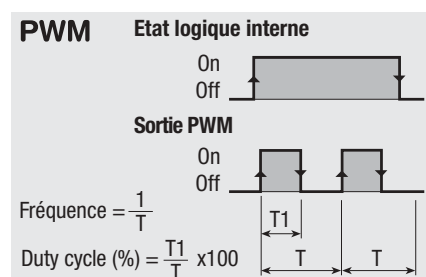 PWM Etat logique interne
On
Off
Sortie PWM
On
Off
Fréquence = 1/T
T1
Duty cycle (%) = T1/T x100
T T